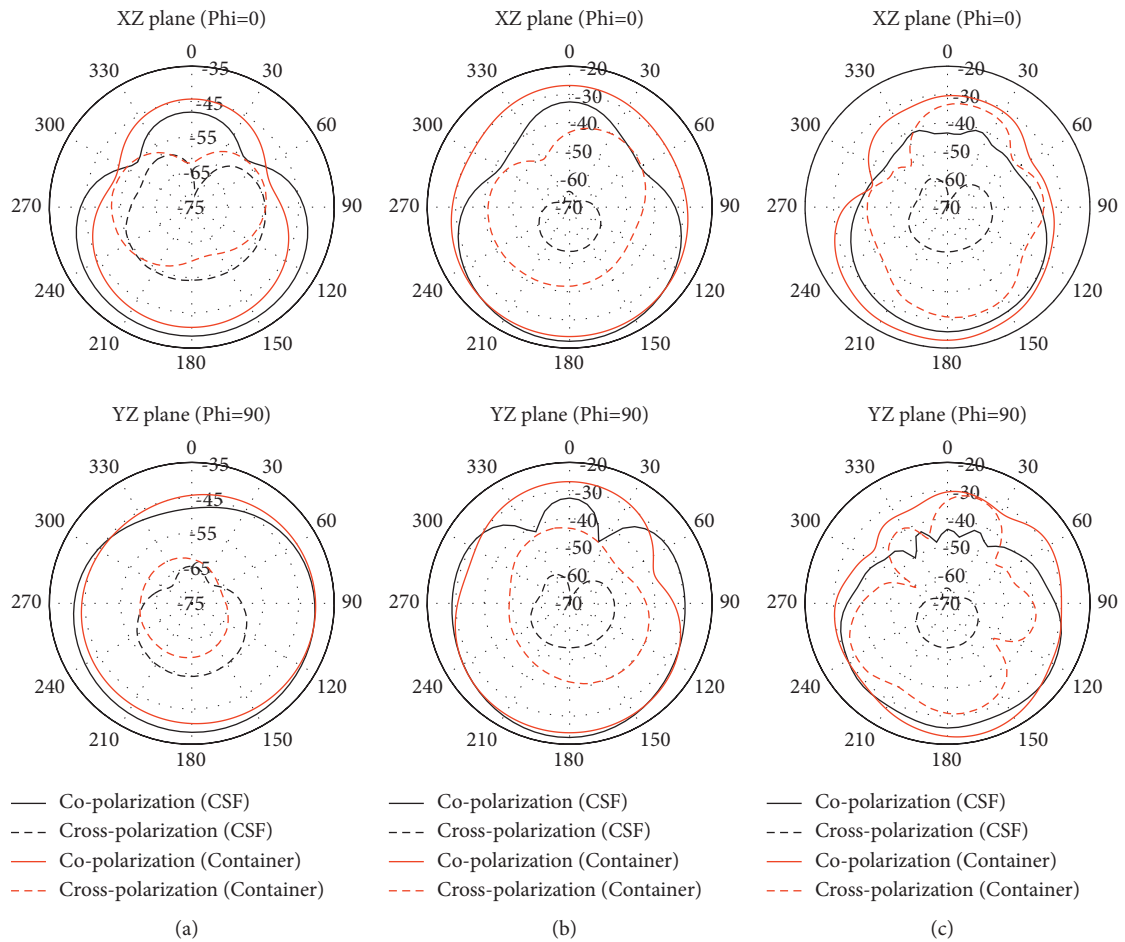 XZ plane (Phi=0) XZ plane (Phi=0) XZ plane (Phi=0)
0 0 0
330 -35 30 330 -20 30 330 -20 30
-30 -30
300 -45 60 300 -40 60 300 -40 60
-55 -50 -50
-65 -60 -60
270 -75 90 270 -70 90 270 -70 90
240 120 240 120 240 120
210 150 210 150 210 150
180 180 180
YZ plane (Phi=90) YZ plane (Phi=90) YZ plane (Phi=90)
0 0 0
330 -35 30 330 -20 30 330 -20 30
-30 -30
300 -45 60 300 -40 60 300 -40 60
-55 -50 -50
-65 -60 -60
270 -75 90 270 -70 90 270 -70 90
240 120 240 120 240 120
210 150 210 150 210 150
180 180 180
Co-polarization (CSF) Co-polarization (CSF) Co-polarization (CSF)
Cross-polarization (CSF) Cross-polarization (CSF) Cross-polarization (CSF)
Co-polarization (Container) Co-polarization (Container) Co-polarization (Container)
Cross-polarization (Container) Cross-polarization (Container) Cross-polarization (Container)
(a) (b) (c)